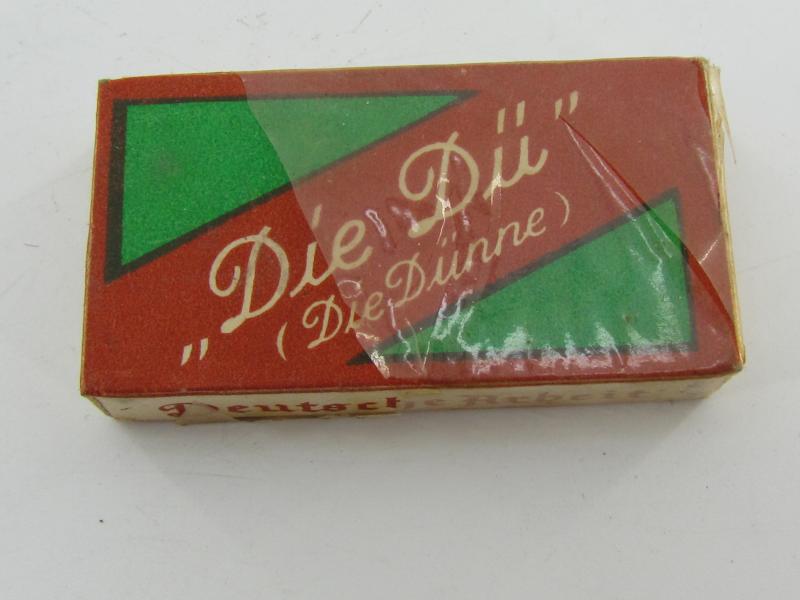 „Die Dü”
(Die Dünne)
Deutsche Arbeit